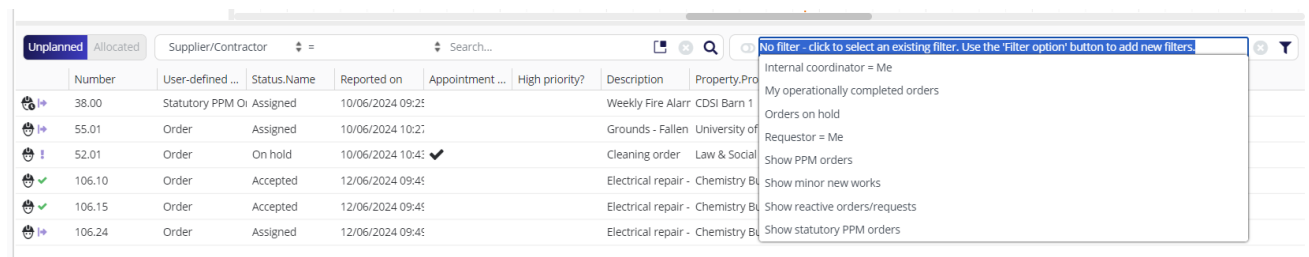 Unplanned Allocated Supplier/Contractor = Search... No filter - click to select an existing filter. Use the 'Filter option' button to add new filters.
Number User-defined ... Status.Name Reported on Appointment ... High priority? Description Property.Pro
Internal coordinator = Me
38.00 Statutory PPM Assigned 10/06/2024 09:25 Weekly Fire Alarr CDSI Barn 1
My operationally completed orders
Orders on hold
55.01 Order Assigned 10/06/2024 10:27 Grounds - Fallen University of
Requestor = Me
52.01 Order On hold 10/06/2024 10:43 Cleaning order Law & Social
Show PPM orders
106.10 Order Accepted 12/06/2024 09:49 Electrical repair - Chemistry Bu
Show minor new works
106.15 Order Accepted 12/06/2024 09:49 Electrical repair - Chemistry Bu
Show reactive orders/requests
106.24 Order Assigned 12/06/2024 09:49 Electrical repair - Chemistry Bu
Show statutory PPM orders